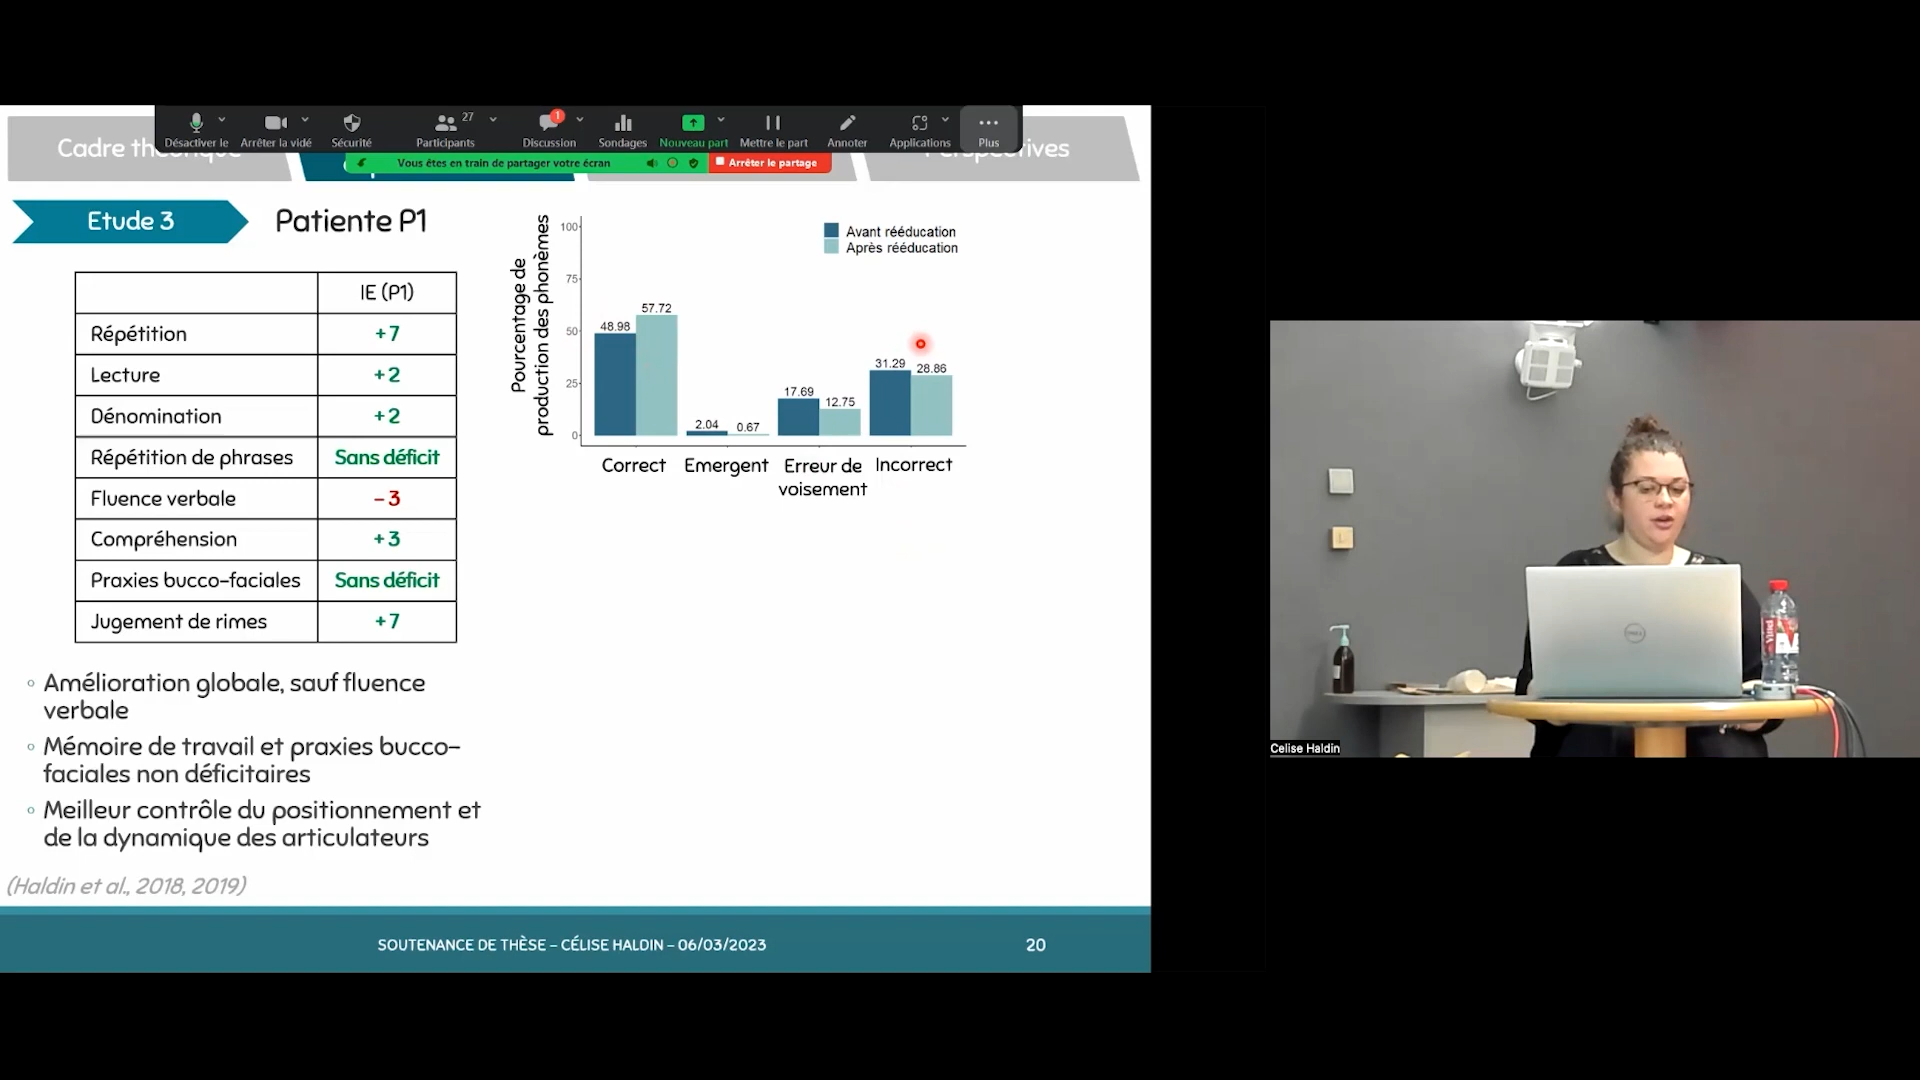 Désactiver le
Arrêter la vidé
Sécurité
27
Participants
1
Discussion
Sondages
Nouveau part
Mettre le part
Annoter
Applications
Plus
Vous êtes en train de partager votre écran
Arrêter le partage
Cadre théorique
Perspectives
Etude 3
Patiente P1
IE (P1)
Répétition +7
Lecture +2
Dénomination +2
Répétition de phrases Sans déficit
Fluence verbale -3
Compréhension +3
Praxies bucco-faciales Sans déficit
Jugement de rimes +7
◦ Amélioration globale, sauf fluence
verbale
◦ Mémoire de travail et praxies bucco-
faciales non déficitaires
◦ Meilleur contrôle du positionnement et
de la dynamique des articulateurs
(Haldin et al., 2018, 2019)
Pourcentage de
production des phonèmes
100
75
50
25
0
Avant rééducation
Après rééducation
48.98 57.72
2.04 0.67
17.69 12.75
31.29 28.86
Correct
Emergent
Erreur de
voisement
Incorrect
SOUTENANCE DE THÈSE – CÉLISE HALDIN – 06/03/2023
20
DELL
Celise Haldin